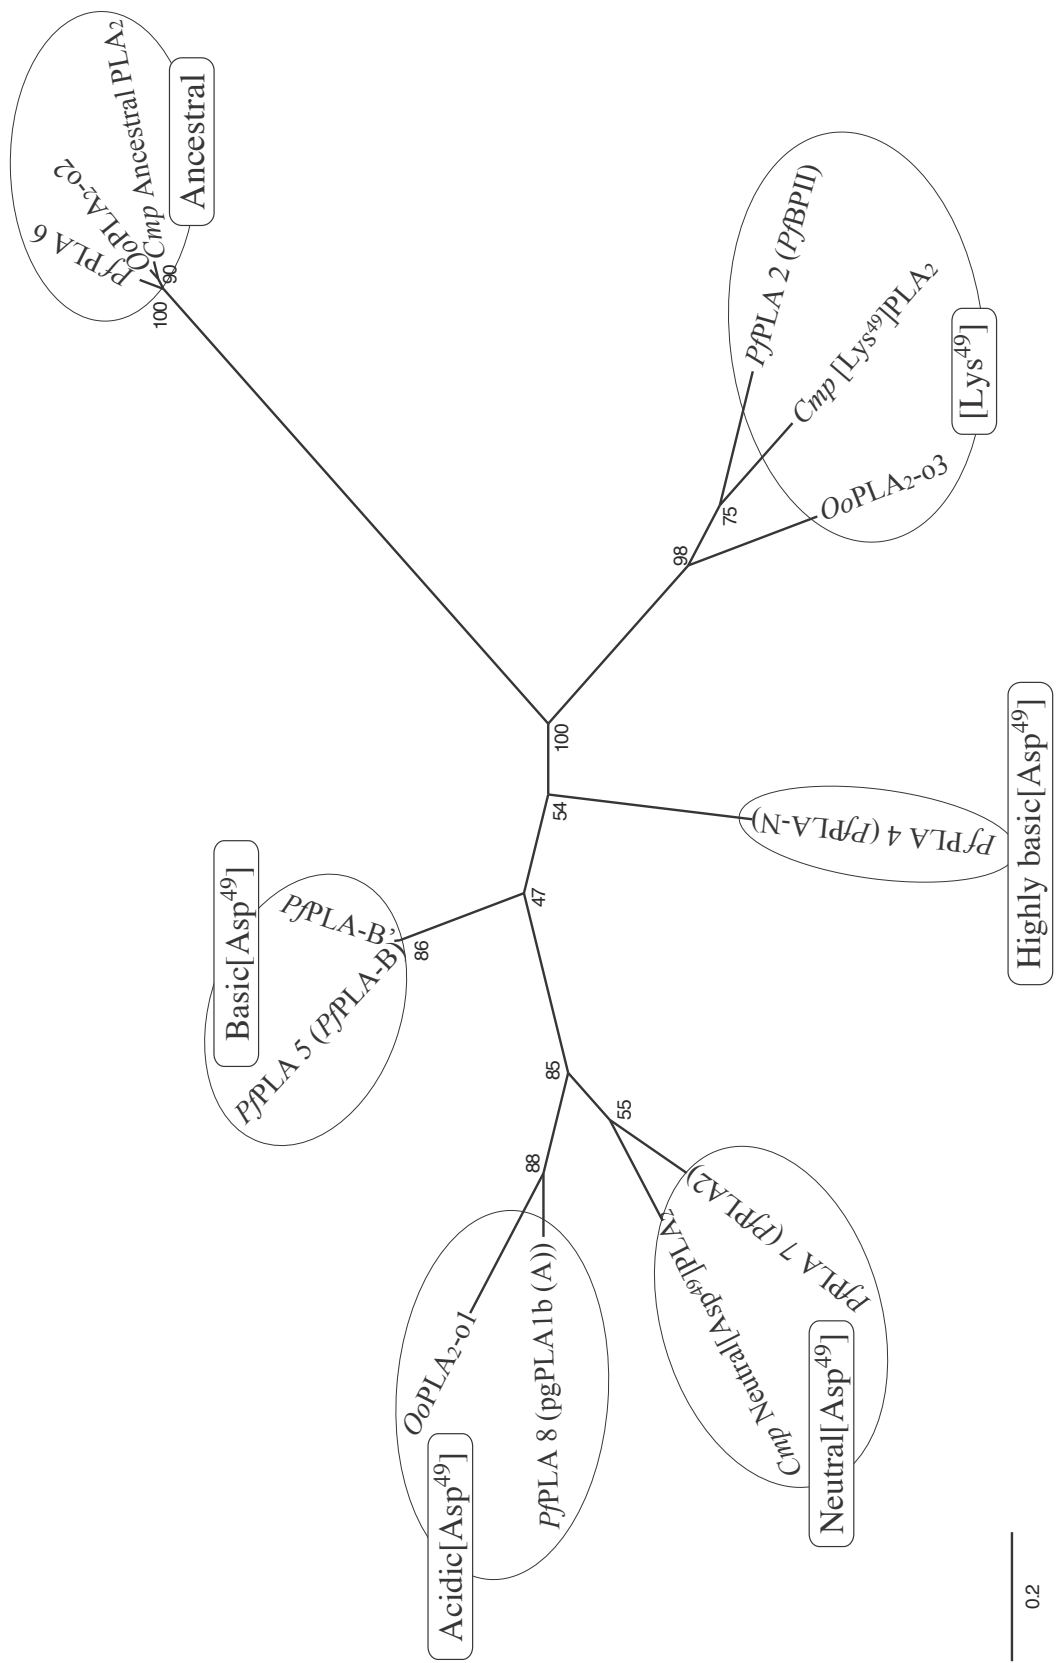 PfPLA 6
OoPLA₂-o2
Cmp Ancestral PLA₂
Ancestral
100
90
PfPLA 2 (PfBPII)
Cmp [Lys⁴⁹]PLA₂
OoPLA₂-o3
[Lys⁴⁹]
75
98
100
54
PfPLA 4 (PfPLA-N)
Highly basic[Asp⁴⁹]
47
86
PfPLA-B'
PfPLA 5 (PfPLA-B)
Basic[Asp⁴⁹]
85
88
55
OoPLA₂-o1
PfPLA 8 (pgPLA1b (A))
Acidic[Asp⁴⁹]
Cmp Neutral[Asp⁴⁹]PLA₂
PfPLA 7 (PfPLA2)
Neutral[Asp⁴⁹]
0.2